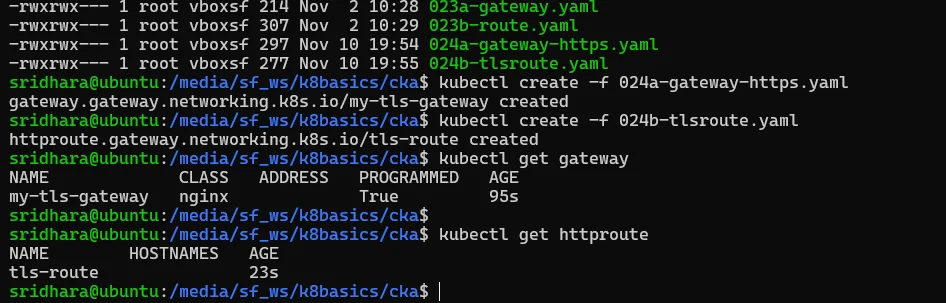 -rwxrwx--- 1 root vboxsf 214 Nov  2 10:28 023a-gateway.yaml
-rwxrwx--- 1 root vboxsf 307 Nov  2 10:29 023b-route.yaml
-rwxrwx--- 1 root vboxsf 297 Nov 10 19:54 024a-gateway-https.yaml
-rwxrwx--- 1 root vboxsf 277 Nov 10 19:55 024b-tlsroute.yaml
sridhara@ubuntu:/media/sf_ws/k8basics/cka$ kubectl create -f 024a-gateway-https.yaml
gateway.gateway.networking.k8s.io/my-tls-gateway created
sridhara@ubuntu:/media/sf_ws/k8basics/cka$ kubectl create -f 024b-tlsroute.yaml
httproute.gateway.networking.k8s.io/tls-route created
sridhara@ubuntu:/media/sf_ws/k8basics/cka$ kubectl get gateway
NAME             CLASS   ADDRESS   PROGRAMMED   AGE
my-tls-gateway   nginx             True         95s
sridhara@ubuntu:/media/sf_ws/k8basics/cka$
sridhara@ubuntu:/media/sf_ws/k8basics/cka$ kubectl get httproute
NAME        HOSTNAMES   AGE
tls-route               23s
sridhara@ubuntu:/media/sf_ws/k8basics/cka$